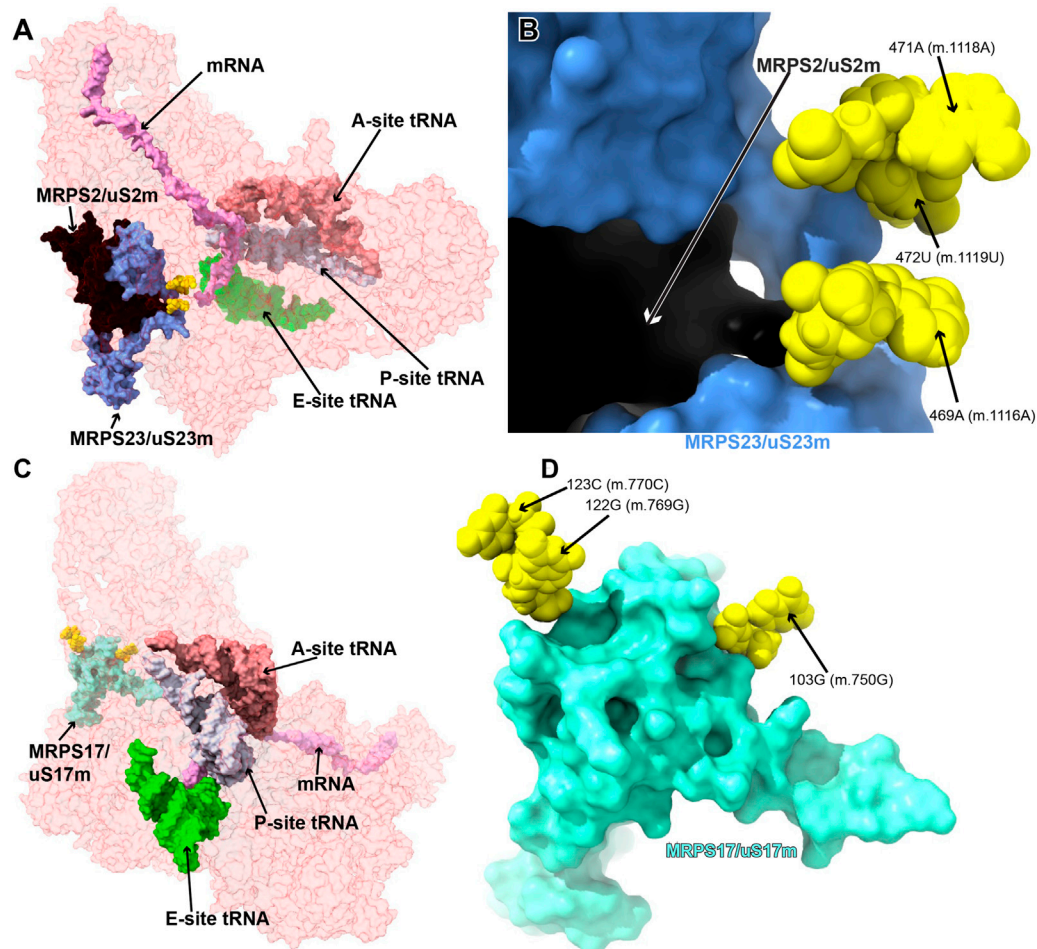 A
mRNA
A-site tRNA
MRPS2/uS2m
P-site tRNA
E-site tRNA
MRPS23/uS23m
B
471A (m.1118A)
MRPS2/uS2m
472U (m.1119U)
469A (m.1116A)
MRPS23/uS23m
C
A-site tRNA
MRPS17/
uS17m
mRNA
P-site tRNA
E-site tRNA
D
123C (m.770C)
122G (m.769G)
103G (m.750G)
MRPS17/uS17m